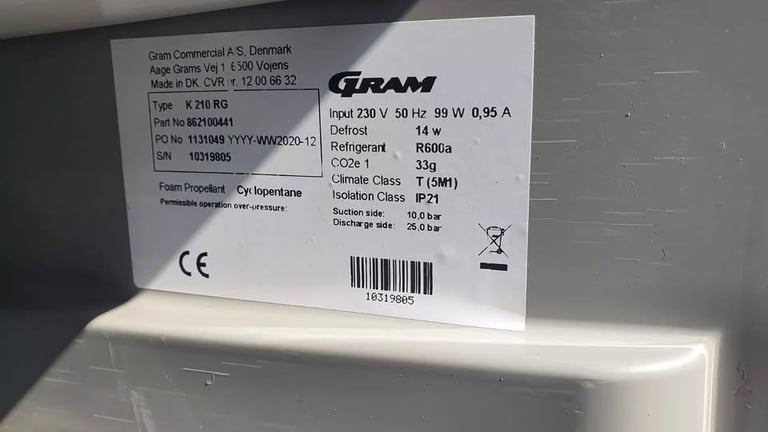 Gram Commercial A/S, Denmark
Aage Grams Vej 1 6500 Vojens
Made in DK. CVR nr. 12 00 66 32
Type K 210 RG
Part No 862100441
PO No 1131049 YYYY-WW2020-12
S/N 10319805
Foam Propellant Cyclopentane
Permissible operation over-pressure:
CE
GRAM
Input 230 V 50 Hz 99 W 0,95 A
Defrost 14 w
Refrigerant R600a
CO2e 1 33g
Climate Class T (5M1)
Isolation Class IP21
Suction side: 10,0 bar
Discharge side: 25,0 bar
10319805